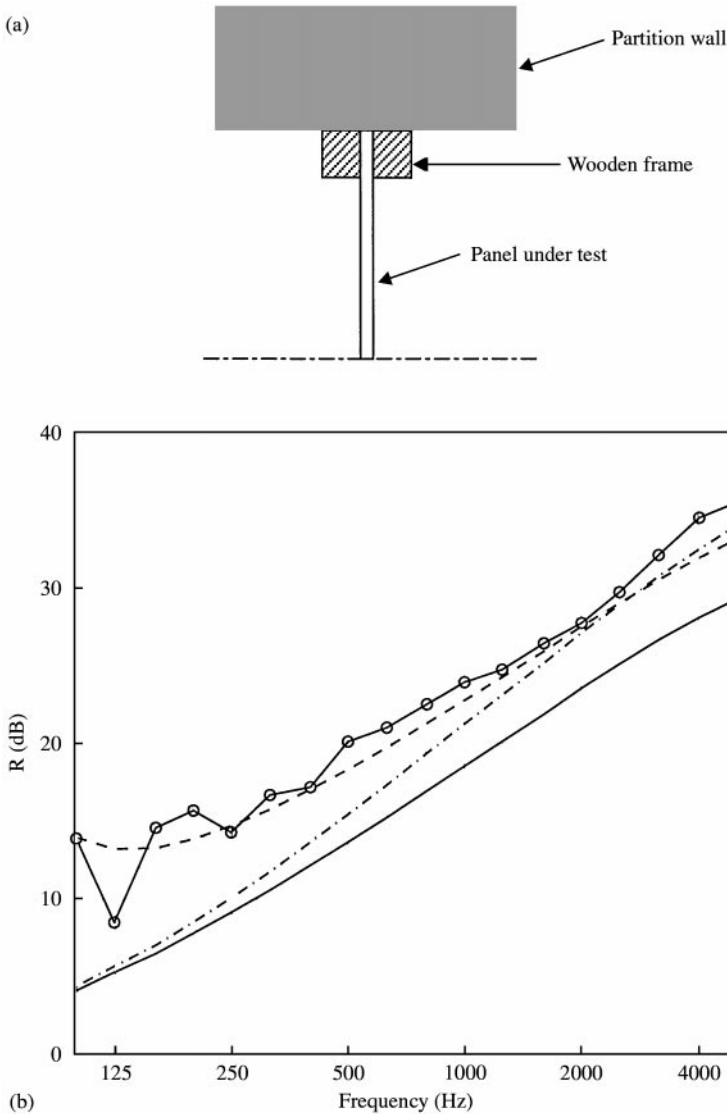 (a)
Partition wall
Wooden frame
Panel under test
40
30
20
10
0
R (dB)
125 250 500 1000 2000 4000
Frequency (Hz)
(b)